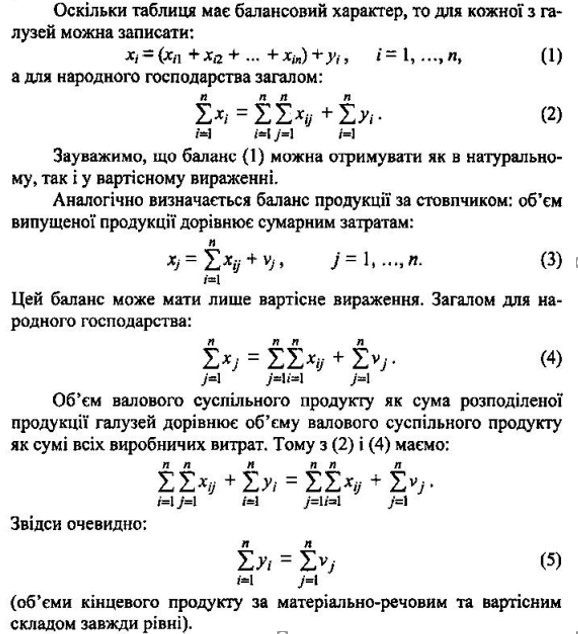 Оскільки таблиця має балансовий характер, то для кожної з га-
лузей можна записати:
xᵢ = (xᵢ₁ + xᵢ₂ + ... + xᵢₙ) + yᵢ, i = 1, ..., n, (1)
а для народного господарства загалом:
∑ᵢ₌₁ⁿ xᵢ = ∑ᵢ₌₁ⁿ ∑ⱼ₌₁ⁿ xᵢⱼ + ∑ᵢ₌₁ⁿ yᵢ. (2)
Зауважимо, що баланс (1) можна отримувати як в натурально-
му, так і у вартісному вираженні.
Аналогічно визначається баланс продукції за стовпчиком: об’єм
випущеної продукції дорівнює сумарним затратам:
xⱼ = ∑ᵢ₌₁ⁿ xᵢⱼ + vⱼ, j = 1, ..., n. (3)
Цей баланс може мати лише вартісне вираження. Загалом для на-
родного господарства:
∑ⱼ₌₁ⁿ xⱼ = ∑ⱼ₌₁ⁿ ∑ᵢ₌₁ⁿ xᵢⱼ + ∑ⱼ₌₁ⁿ vⱼ. (4)
Об’єм валового суспільного продукту як сума розподіленої
продукції галузей дорівнює об’єму валового суспільного продукту
як сумі всіх виробничих витрат. Тому з (2) і (4) маємо:
∑ᵢ₌₁ⁿ ∑ⱼ₌₁ⁿ xᵢⱼ + ∑ᵢ₌₁ⁿ yᵢ = ∑ⱼ₌₁ⁿ ∑ᵢ₌₁ⁿ xᵢⱼ + ∑ⱼ₌₁ⁿ vⱼ.
Звідси очевидно:
∑ᵢ₌₁ⁿ yᵢ = ∑ⱼ₌₁ⁿ vⱼ (5)
(об’єми кінцевого продукту за матеріально-речовим та вартісним
складом завжди рівні).